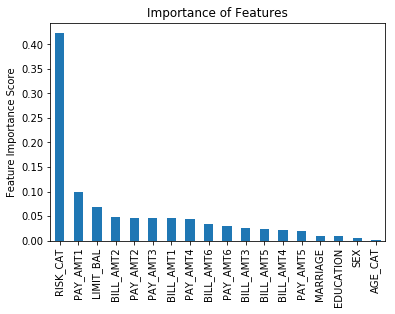 Importance of Features
Feature Importance Score
0.40
0.35
0.30
0.25
0.20
0.15
0.10
0.05
0.00
RISK_CAT
PAY_AMT1
LIMIT_BAL
BILL_AMT2
PAY_AMT2
PAY_AMT3
BILL_AMT1
PAY_AMT4
BILL_AMT6
PAY_AMT6
BILL_AMT3
BILL_AMT5
BILL_AMT4
PAY_AMT5
MARRIAGE
EDUCATION
SEX
AGE_CAT